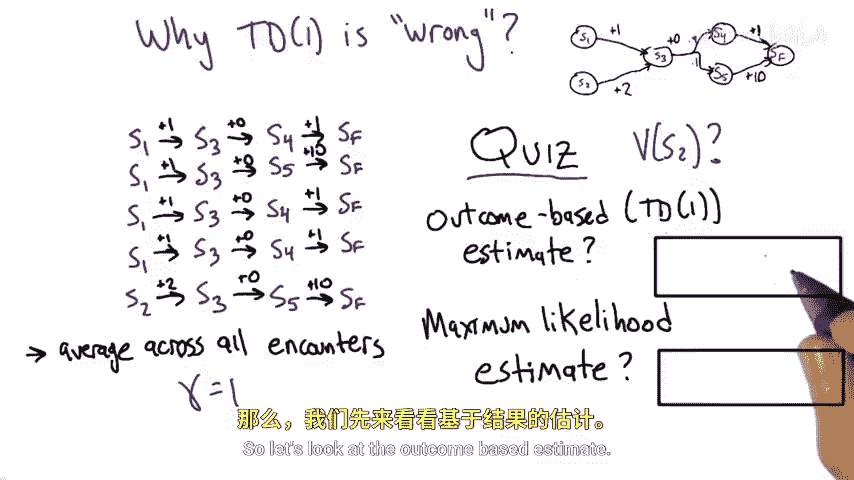 Why TD(1) is "wrong"?
S1 +1 S3 +0 S4 +1 SF
S2 +2 S5 +10
S1 +1→ S3 +0→ S4 +1→ SF
S1 +1→ S3 +0→ S5 +10→ SF
S1 +1→ S3 +0→ S4 +1→ SF
S1 +1→ S3 +0→ S4 +1→ SF
S2 +2→ S3 +0→ S5 +10→ SF
→ average across all encounters
γ=1
QUIZ V(S2)?
Outcome-based (TD(1))
estimate?
Maximum likelihood
estimate?
那么，我们先来看看基于结果的估计。
So let's look at the outcome based estimate.